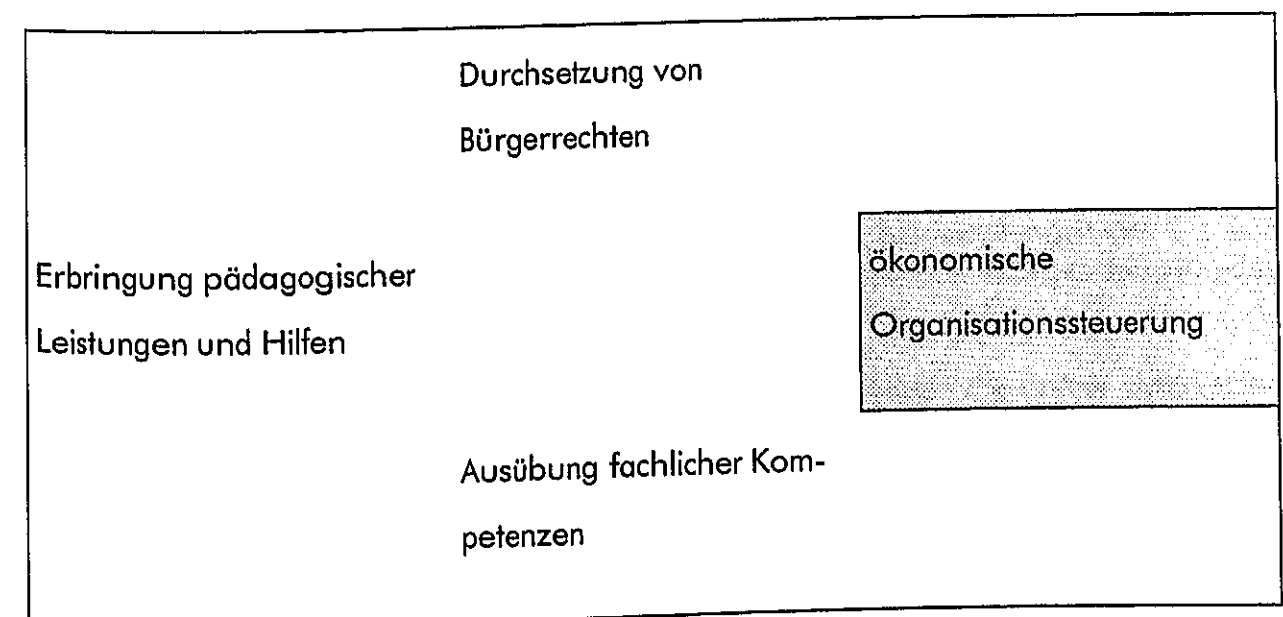 Durchsetzung von
Bürgerrechten
Erbringung pädagogischer
Leistungen und Hilfen
ökonomische
Organisationssteuerung
Ausübung fachlicher Kom-
petenzen